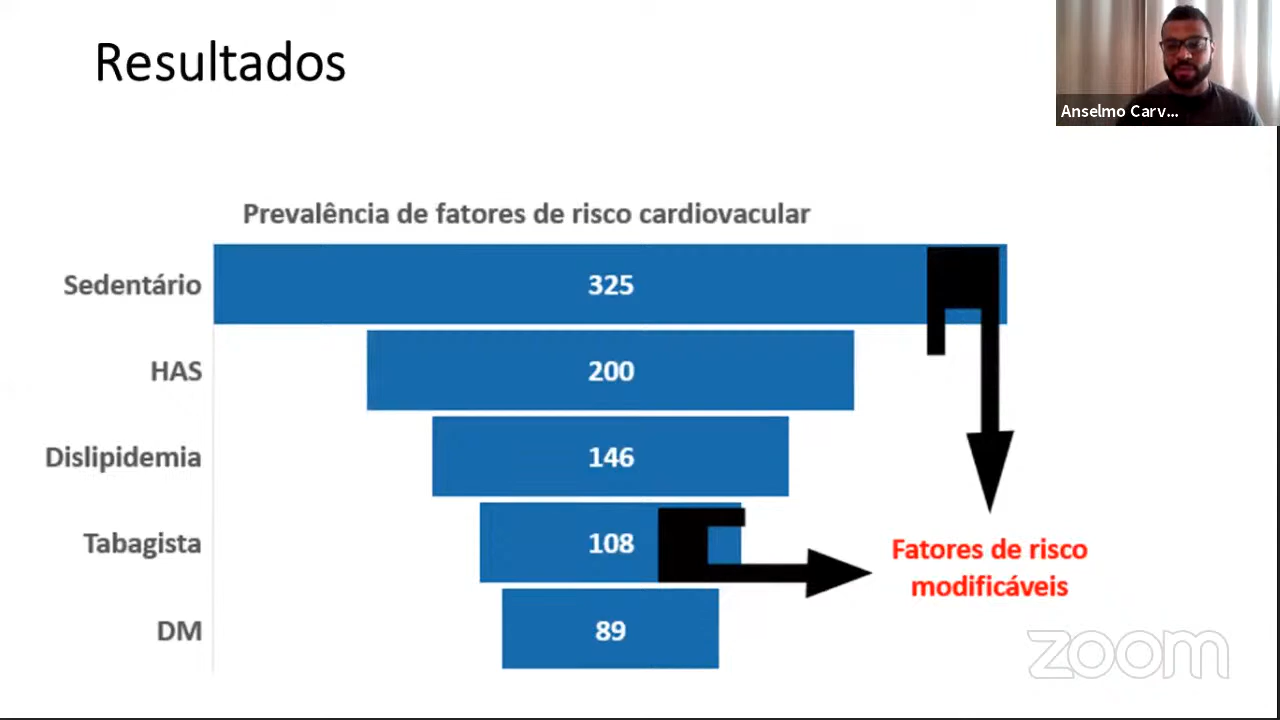 Resultados
Anselmo Carv...
Prevalência de fatores de risco cardiovacular
Sedentário
325
HAS
200
Dislipidemia
146
Tabagista
108
Fatores de risco
modificáveis
DM
89
zoom